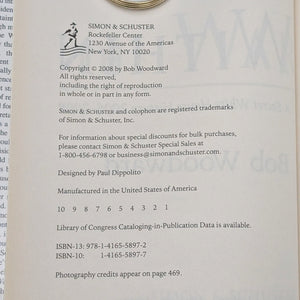 SIMON & SCHUSTER
Rockefeller Center
1230 Avenue of the Americas
New York, NY 10020
Copyright © 2008 by Bob Woodward
All rights reserved,
including the right of reproduction
in whole or in part in any form.
SIMON & SCHUSTER and colophon are registered trademarks
of Simon & Schuster, Inc.
For information about special discounts for bulk purchases,
please contact Simon & Schuster Special Sales at
1-800-456-6798 or business@simonandschuster.com.
Designed by Paul Dippolito
Manufactured in the United States of America
10 9 8 7 6 5 4 3 2 1
Library of Congress Cataloging-in-Publication Data is available.
ISBN-13: 978-1-4165-5897-2
ISBN-10: 1-4165-5897-7
Photography credits appear on page 469.